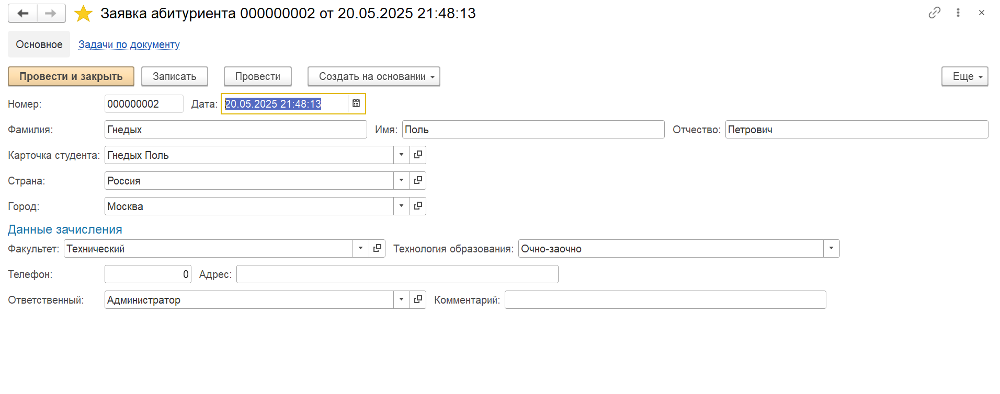 Заявка абитуриента 000000002 от 20.05.2025 21:48:13
Основное Задачи по документу
Провести и закрыть Записать Провести Создать на основании Еще
Номер: 000000002 Дата: 20.05.2025 21:48:13
Фамилия: Гнедых Имя: Поль Отчество: Петрович
Карточка студента: Гнедых Поль
Страна: Россия
Город: Москва
Данные зачисления
Факультет: Технический Технология образования: Очно-заочно
Телефон: 0 Адрес:
Ответственный: Администратор Комментарий: